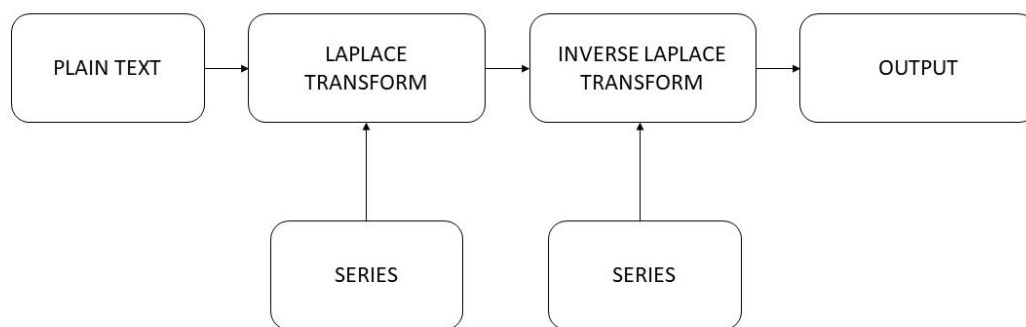 PLAIN TEXT
LAPLACE
TRANSFORM
INVERSE LAPLACE
TRANSFORM
OUTPUT
SERIES
SERIES